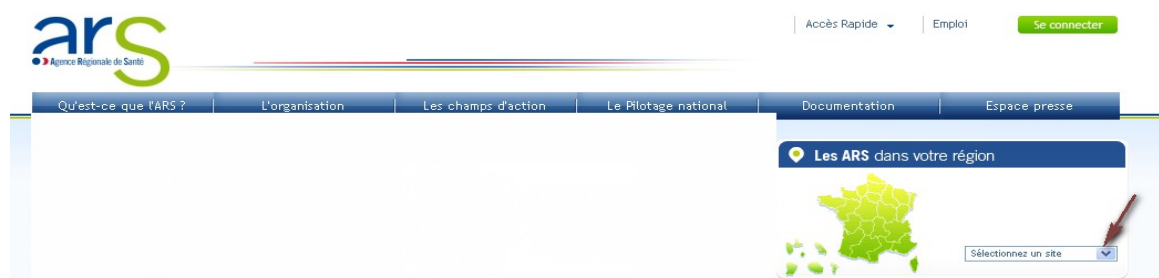 ars
Agence Régionale de Santé
Accès Rapide
Emploi
Se connecter
Qu'est-ce que l'ARS ?
L'organisation
Les champs d'action
Le Pilotage national
Documentation
Espace presse
Les ARS dans votre région
Sélectionnez un site